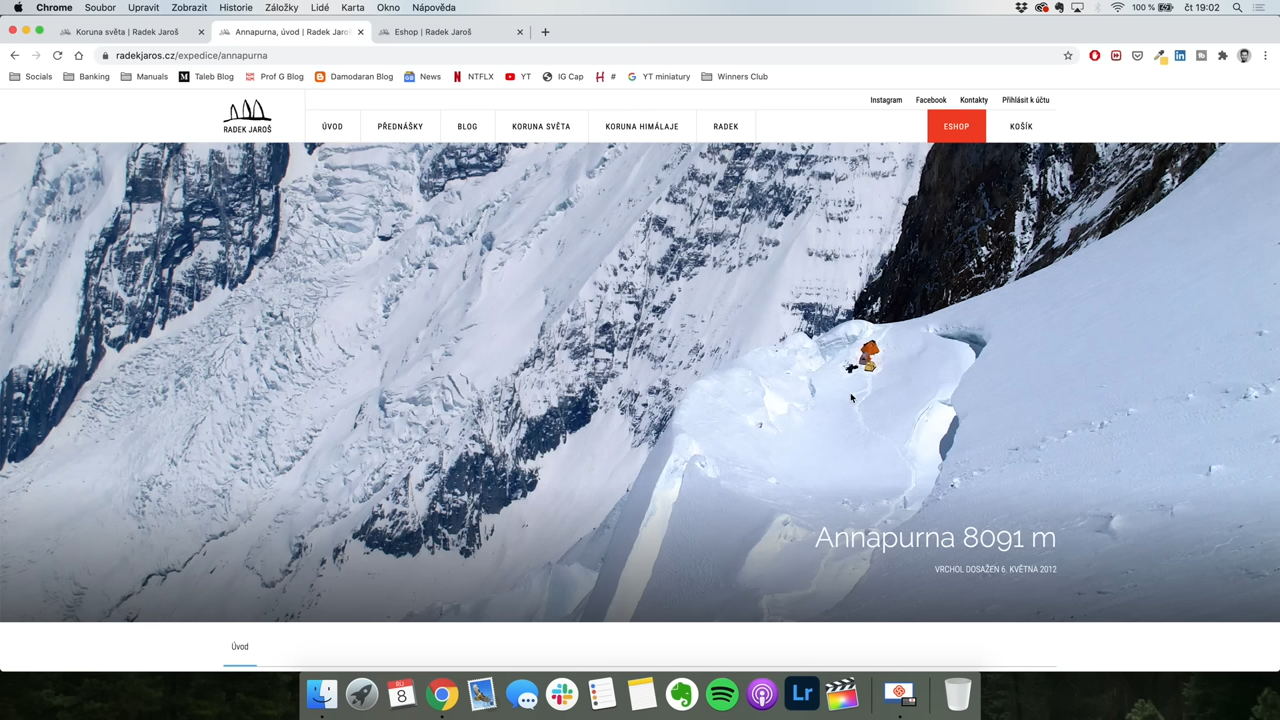 Chrome Soubor Upravit Zobrazit Historie Záložky Lidé Karta Okno Nápověda 100 % čt 19:02
Koruna světa | Radek Jaroš Annapurna, úvod | Radek Jaroš Eshop | Radek Jaroš
radekjaros.cz/expedice/annapurna
Socials Banking Manuals Taleb Blog Prof G Blog Damodaran Blog News NTFLX YT IG Cap # YT miniatury Winners Club
Instagram Facebook Kontakty Přihlásit k účtu
RADEK JAROŠ
ÚVOD PŘEDNÁŠKY BLOG KORUNA SVĚTA KORUNA HIMÁLAJE RADEK ESHOP KOŠÍK
Annapurna 8091 m
VRCHOL DOSAŽEN 6. KVĚTNA 2012
Úvod
8
Lr